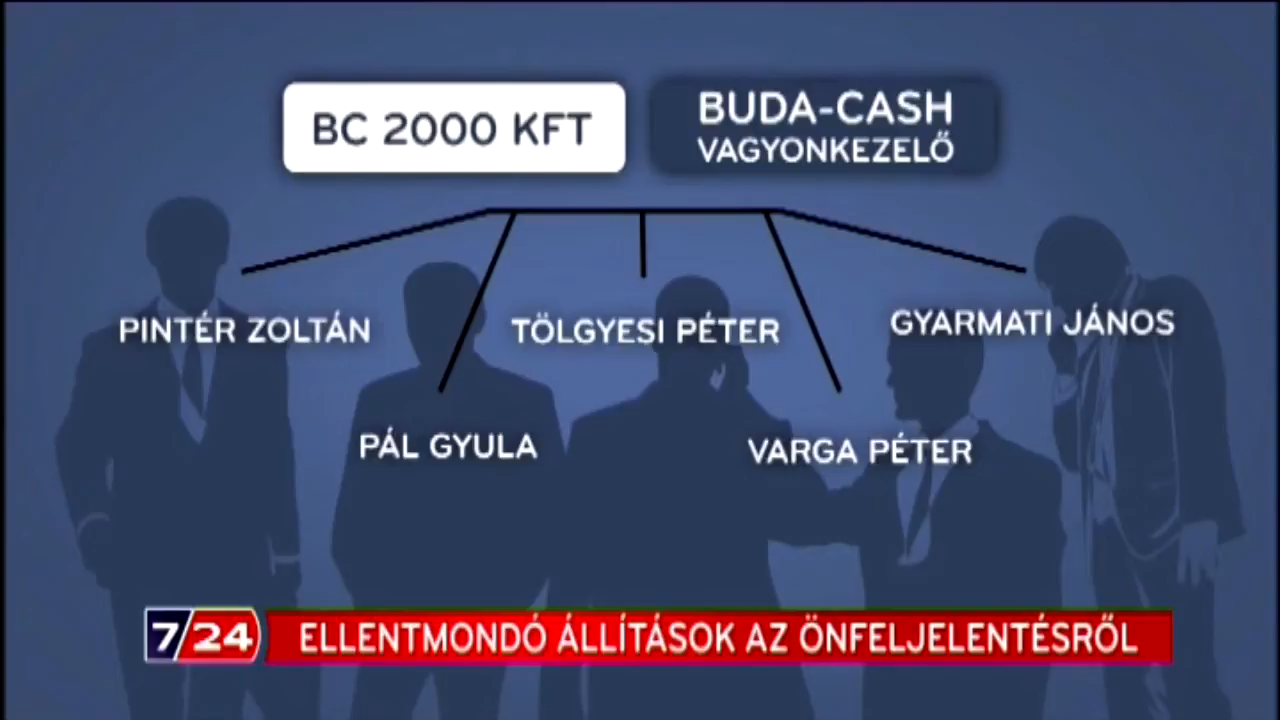 BC 2000 KFT
BUDA-CASH
VAGYONKEZELŐ
PINTÉR ZOLTÁN
TÖLGYESI PÉTER
GYARMATI JÁNOS
PÁL GYULA
VARGA PÉTER
7/24
ELLENTMONDÓ ÁLLÍTÁSOK AZ ÖNFELJELENTÉSRŐL